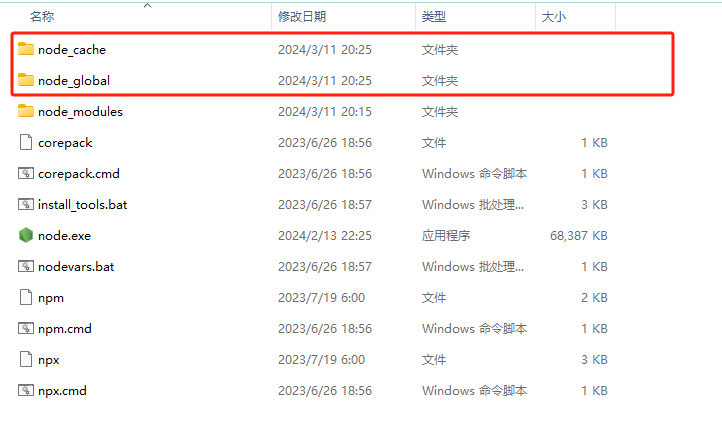 名称 修改日期 类型 大小
node_cache 2024/3/11 20:25 文件夹
node_global 2024/3/11 20:25 文件夹
node_modules 2024/3/11 20:15 文件夹
corepack 2023/6/26 18:56 文件 1 KB
corepack.cmd 2023/6/26 18:56 Windows 命令脚本 1 KB
install_tools.bat 2023/6/26 18:57 Windows 批处理... 3 KB
node.exe 2024/2/13 22:25 应用程序 68,387 KB
nodevars.bat 2023/6/26 18:57 Windows 批处理... 1 KB
npm 2023/7/19 6:00 文件 2 KB
npm.cmd 2023/6/26 18:56 Windows 命令脚本 1 KB
npx 2023/7/19 6:00 文件 3 KB
npx.cmd 2023/6/26 18:56 Windows 命令脚本 1 KB